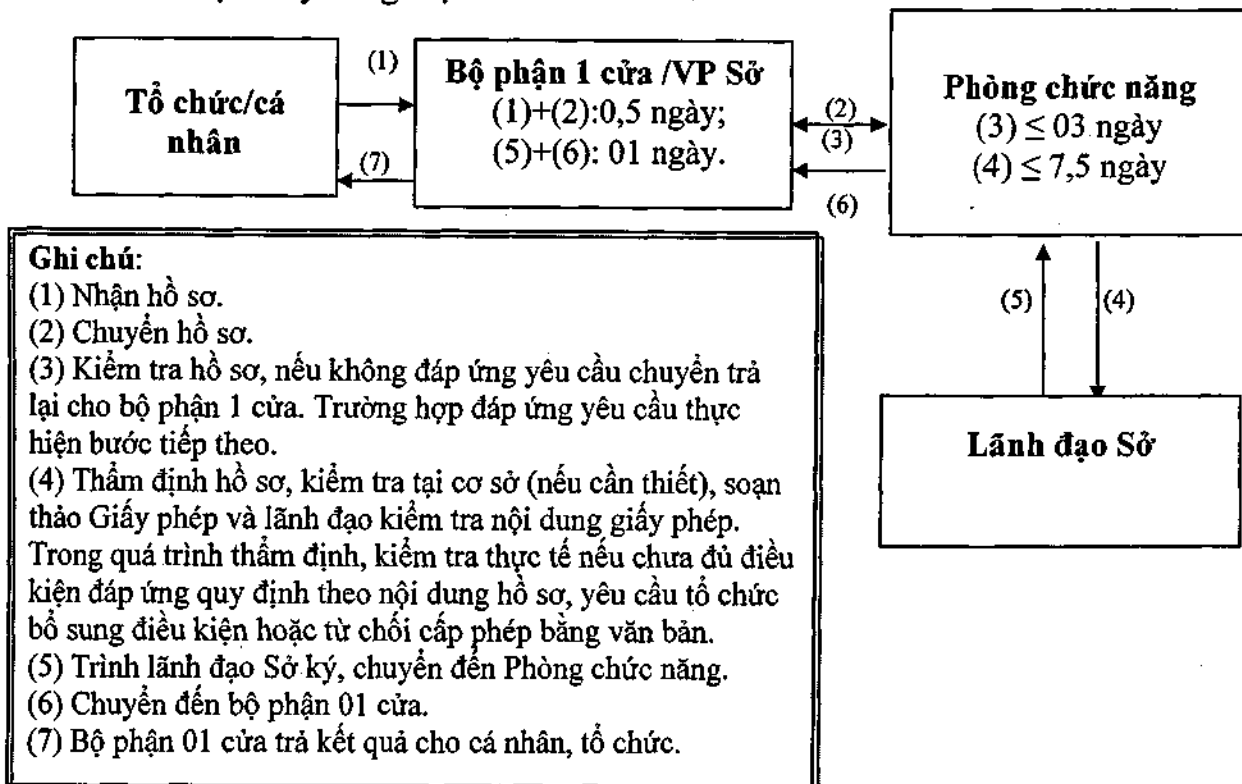 Tổ chức/cá
nhân
(1)
(7)
Bộ phận 1 cửa /VP Sở
(1)+(2):0,5 ngày;
(5)+(6): 01 ngày.
(2)
(3)
(6)
Phòng chức năng
(3) ≤ 03 ngày
(4) ≤ 7,5 ngày
(5)
(4)
Lãnh đạo Sở
Ghi chú:
(1) Nhận hồ sơ.
(2) Chuyển hồ sơ.
(3) Kiểm tra hồ sơ, nếu không đáp ứng yêu cầu chuyển trả
lại cho bộ phận 1 cửa. Trường hợp đáp ứng yêu cầu thực
hiện bước tiếp theo.
(4) Thẩm định hồ sơ, kiểm tra tại cơ sở (nếu cần thiết), soạn
thảo Giấy phép và lãnh đạo kiểm tra nội dung giấy phép.
Trong quá trình thẩm định, kiểm tra thực tế nếu chưa đủ điều
kiện đáp ứng quy định theo nội dung hồ sơ, yêu cầu tổ chức
bổ sung điều kiện hoặc từ chối cấp phép bằng văn bản.
(5) Trình lãnh đạo Sở ký, chuyển đến Phòng chức năng.
(6) Chuyển đến bộ phận 01 cửa.
(7) Bộ phận 01 cửa trả kết quả cho cá nhân, tổ chức.